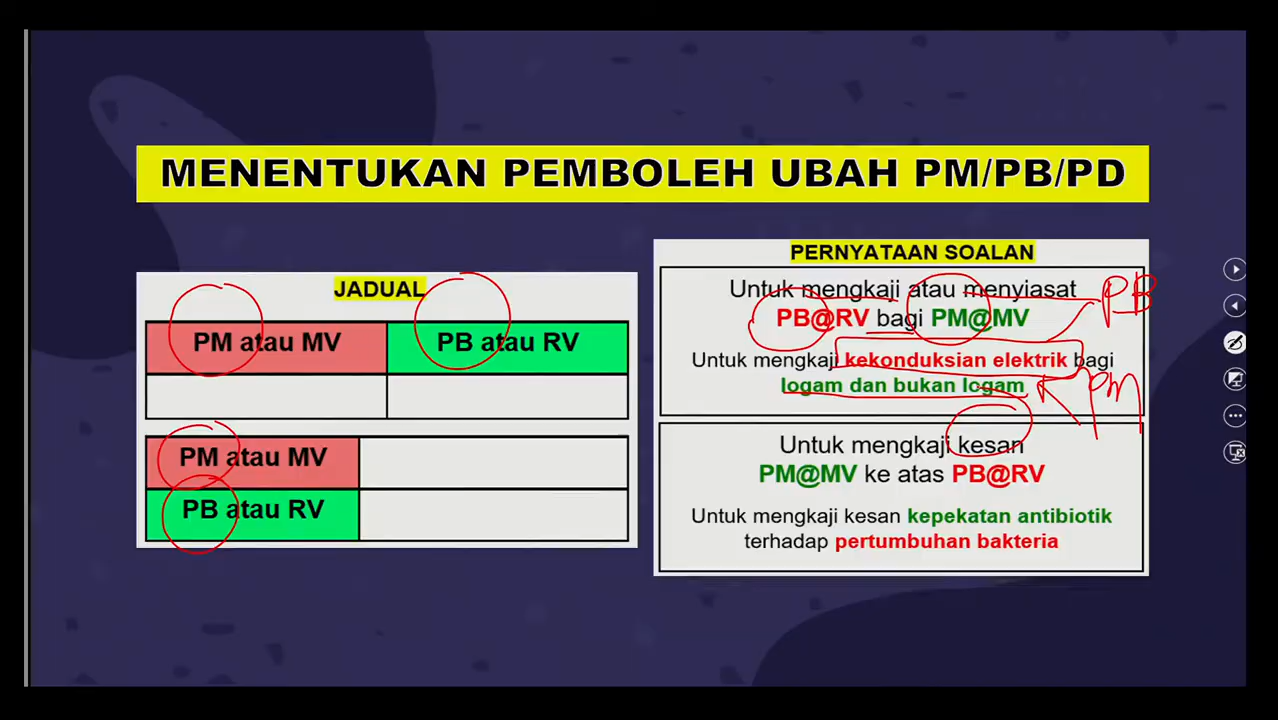 MENENTUKAN PEMBOLEH UBAH PM/PB/PD
JADUAL
PM atau MV
PB atau RV
PM atau MV
PB atau RV
PERNYATAAN SOALAN
Untuk mengkaji atau menyiasat
PB@RV bagi PM@MV
PB
Untuk mengkaji kekonduksian elektrik bagi
logam dan bukan logam
PM
Untuk mengkaji kesan
PM@MV ke atas PB@RV
Untuk mengkaji kesan kepekatan antibiotik
terhadap pertumbuhan bakteria